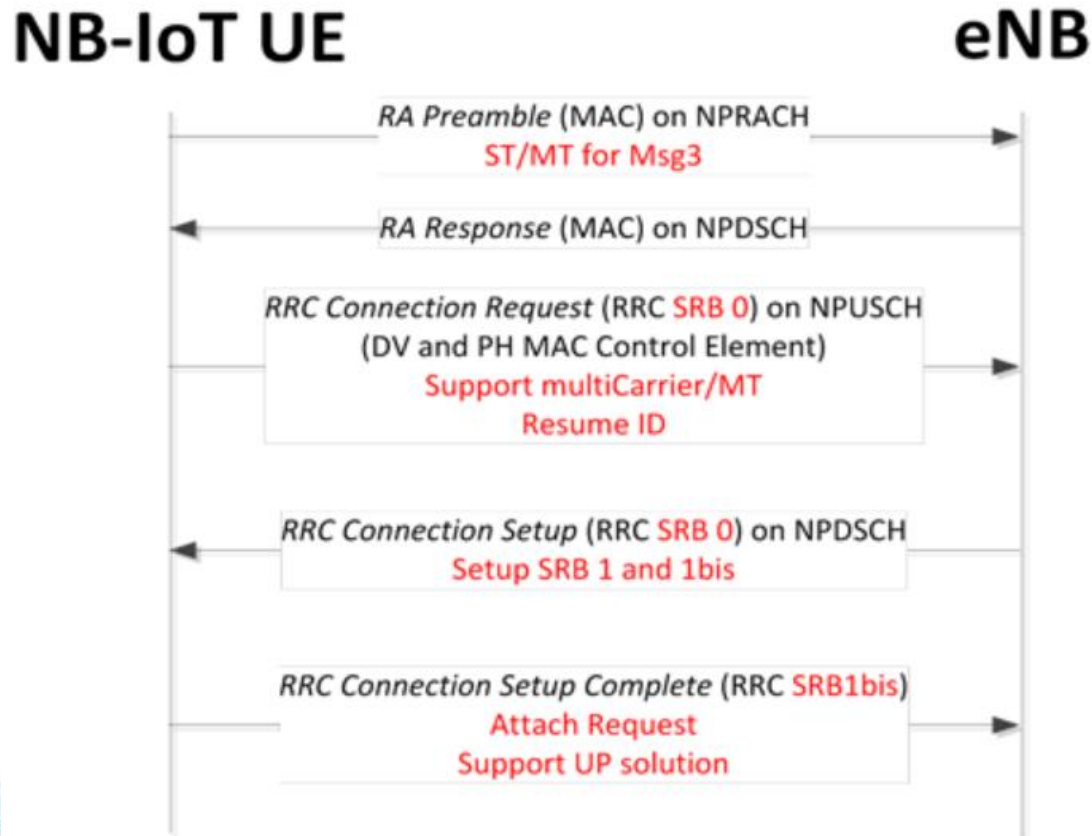 NB-IoT UE
eNB
RA Preamble (MAC) on NPRACH
ST/MT for Msg3
RA Response (MAC) on NPDSCH
RRC Connection Request (RRC SRB 0) on NPUSCH
(DV and PH MAC Control Element)
Support multiCarrier/MT
Resume ID
RRC Connection Setup (RRC SRB 0) on NPDSCH
Setup SRB 1 and 1bis
RRC Connection Setup Complete (RRC SRB1bis)
Attach Request
Support UP solution